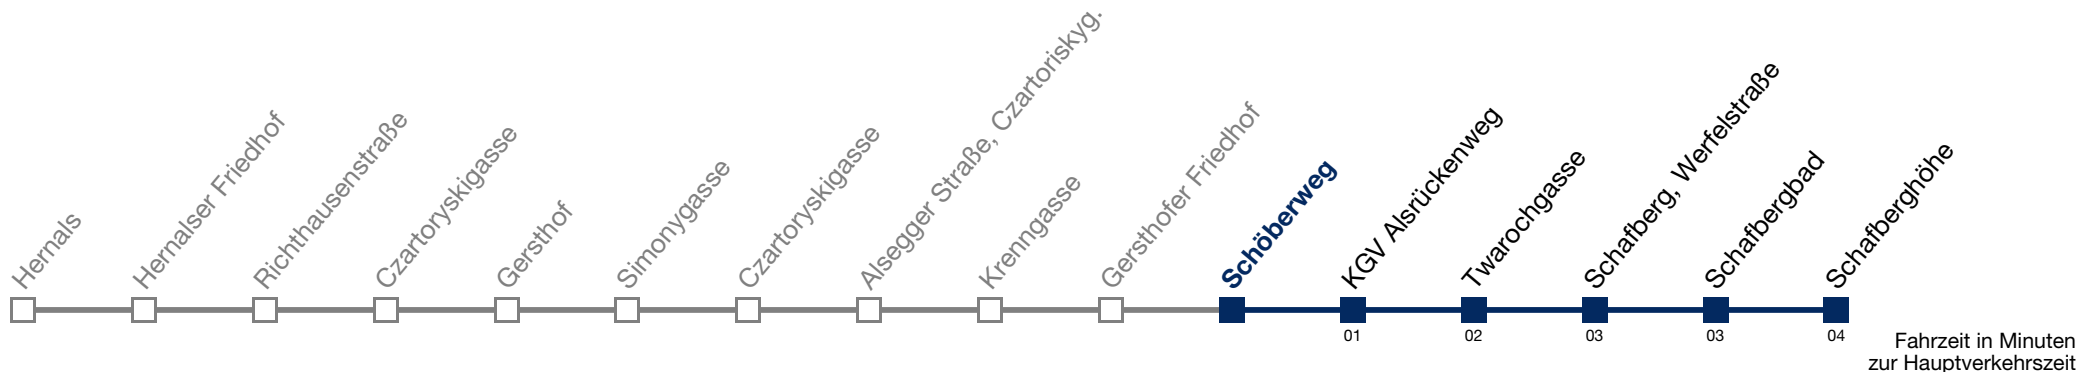 Hernals
Hernalser Friedhof
Richthausenstraße
Czartoryskigasse
Gersthof
Simonygasse
Czartoryskigasse
Alsegger Straße, Czartoriskyg.
Krenngasse
Gersthofer Friedhof
Schöberweg
KGV Alsrückenweg
Twarochgasse
Schafberg, Werfelstraße
Schafbergbad
Schafberghöhe
01 02 03 03 04
Fahrzeit in Minuten
zur Hauptverkehrszeit